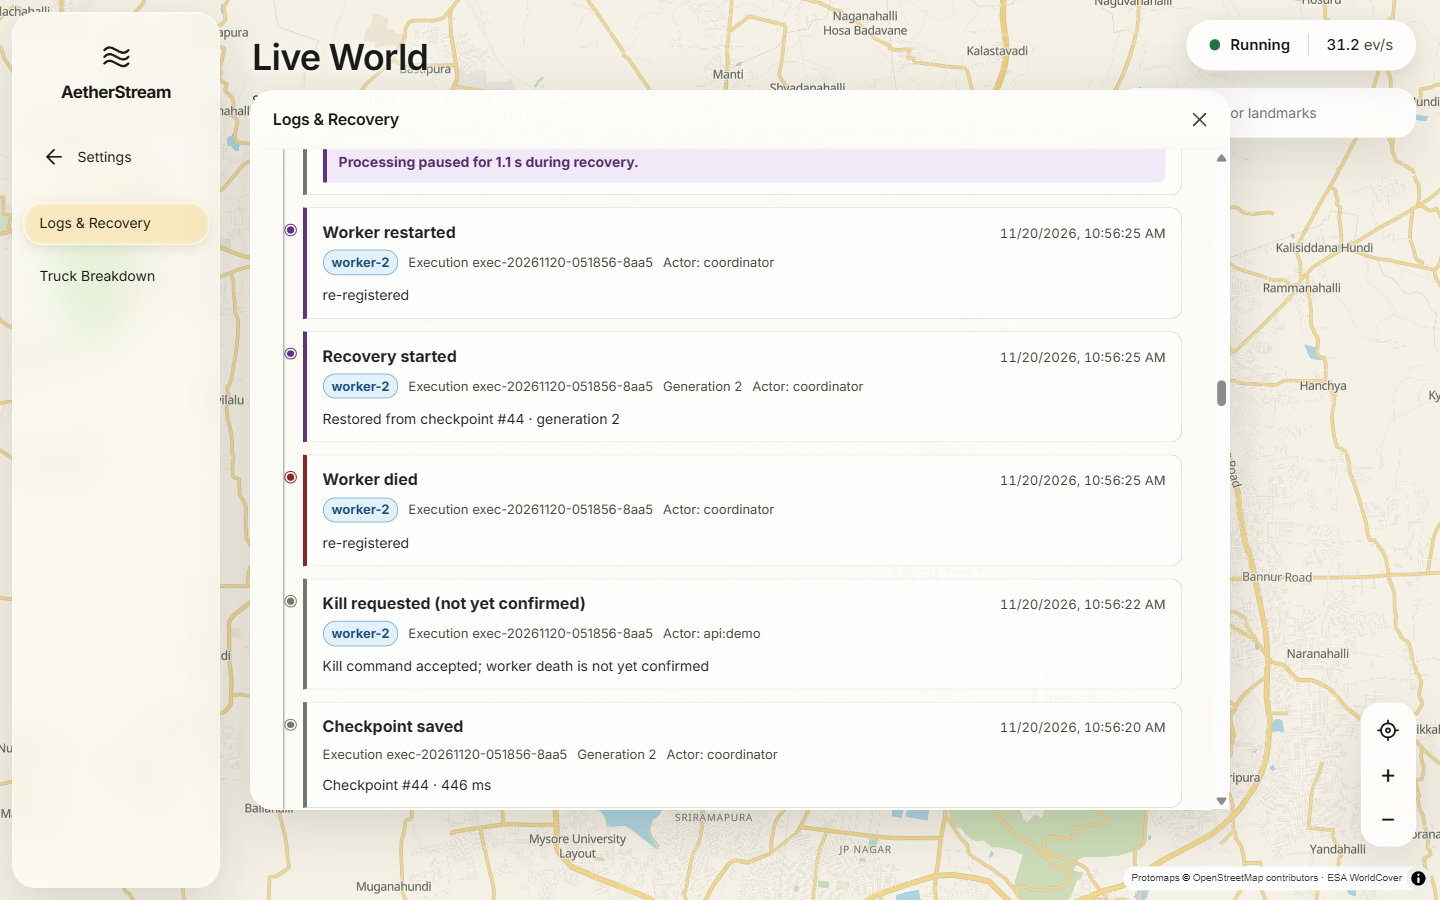 AetherStream
Settings
Logs & Recovery
Truck Breakdown
Live World
Running
31.2 ev/s
or landmarks
Logs & Recovery
Processing paused for 1.1 s during recovery.
Worker restarted
11/20/2026, 10:56:25 AM
worker-2 Execution exec-20261120-051856-8aa5 Actor: coordinator
re-registered
Recovery started
11/20/2026, 10:56:25 AM
worker-2 Execution exec-20261120-051856-8aa5 Generation 2 Actor: coordinator
Restored from checkpoint #44 · generation 2
Worker died
11/20/2026, 10:56:25 AM
worker-2 Execution exec-20261120-051856-8aa5 Actor: coordinator
re-registered
Kill requested (not yet confirmed)
11/20/2026, 10:56:22 AM
worker-2 Execution exec-20261120-051856-8aa5 Actor: api:demo
Kill command accepted; worker death is not yet confirmed
Checkpoint saved
11/20/2026, 10:56:20 AM
Execution exec-20261120-051856-8aa5 Generation 2 Actor: coordinator
Checkpoint #44 · 446 ms
Naganahalli
Hosa Badavane
Kalastavadi
Manti
Shyadanahalli
Naguvanahalli
Kalisiddana Hundi
Rammanahalli
Hanchya
Road
Bannur Road
Naranahalli
Yandahalli
SRIRAMAPURA
Mysore University
Layout
JP NAGAR
Muganahundi
Protomaps © OpenStreetMap contributors · ESA WorldCover